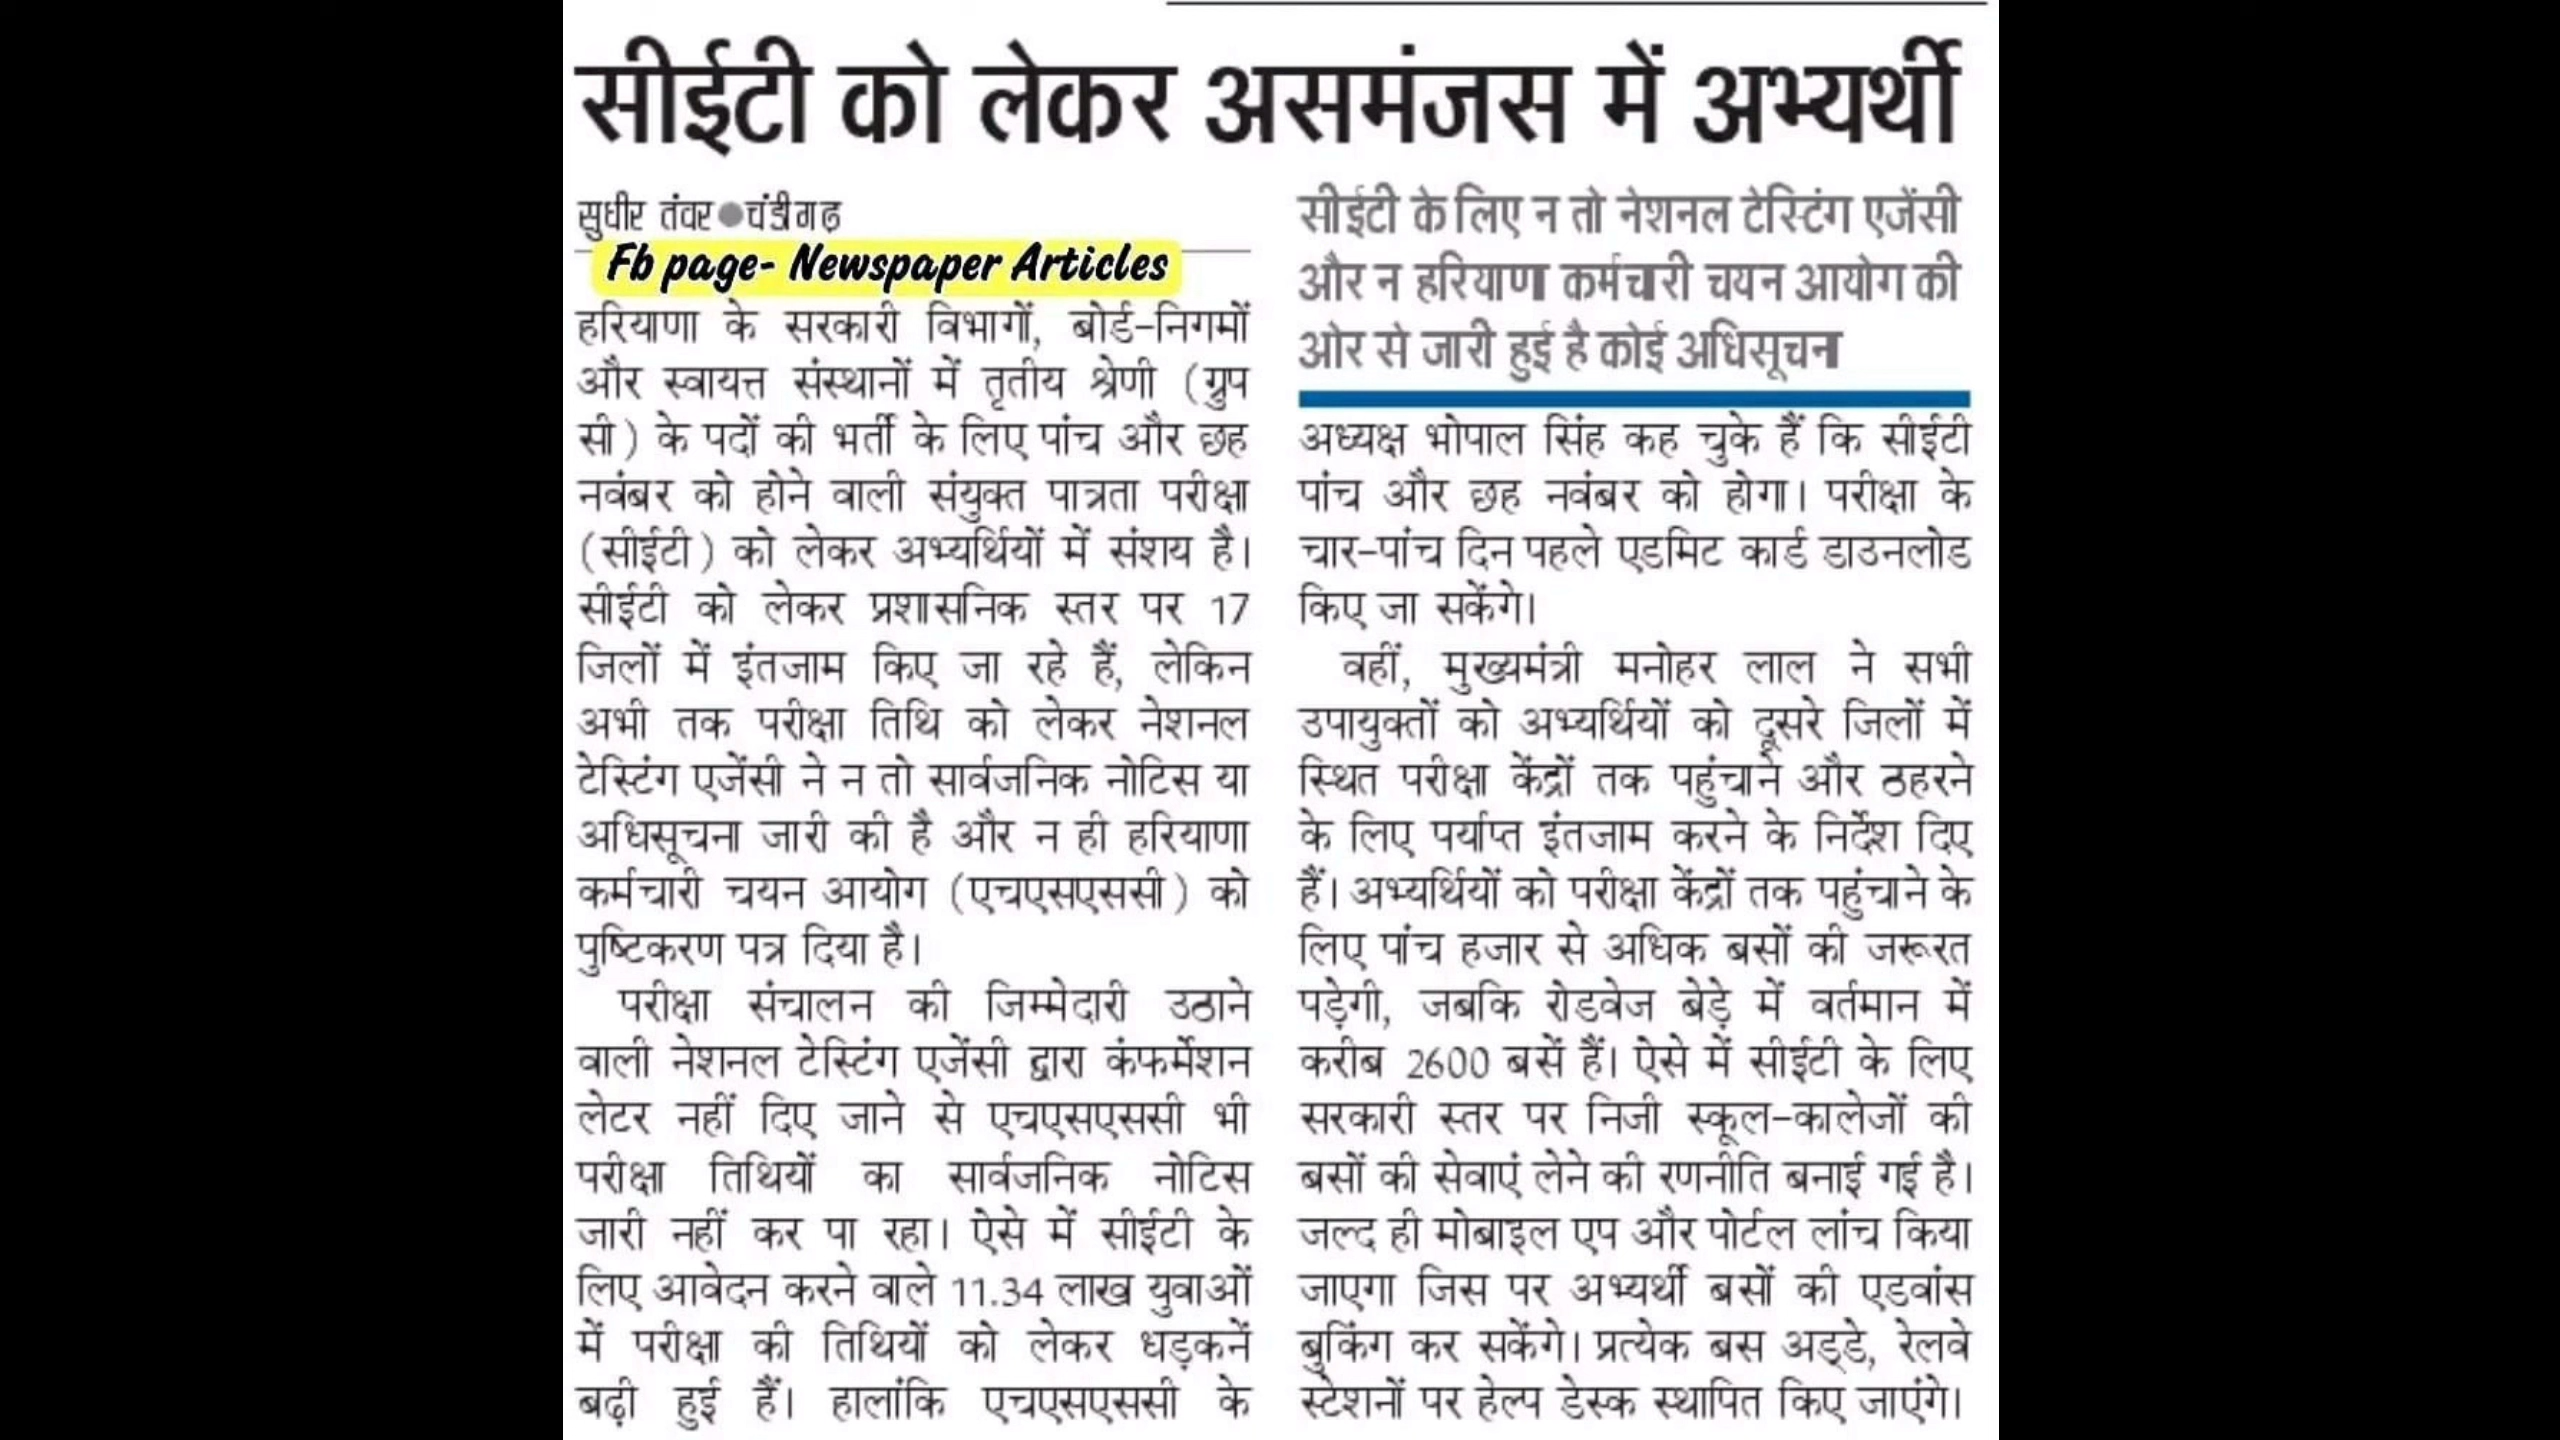 सीईटी को लेकर असमंजस में अभ्यर्थी
सुधीर तंवर ● चंडीगढ़
Fb page- Newspaper Articles
हरियाणा के सरकारी विभागों, बोर्ड-निगमों
और स्वायत्त संस्थानों में तृतीय श्रेणी (ग्रुप
सी) के पदों की भर्ती के लिए पांच और छह
नवंबर को होने वाली संयुक्त पात्रता परीक्षा
(सीईटी) को लेकर अभ्यर्थियों में संशय है।
सीईटी को लेकर प्रशासनिक स्तर पर 17
जिलों में इंतजाम किए जा रहे हैं, लेकिन
अभी तक परीक्षा तिथि को लेकर नेशनल
टेस्टिंग एजेंसी ने न तो सार्वजनिक नोटिस या
अधिसूचना जारी की है और न ही हरियाणा
कर्मचारी चयन आयोग (एचएसएससी) को
पुष्टिकरण पत्र दिया है।
परीक्षा संचालन की जिम्मेदारी उठाने
वाली नेशनल टेस्टिंग एजेंसी द्वारा कंफर्मेशन
लेटर नहीं दिए जाने से एचएसएससी भी
परीक्षा तिथियों का सार्वजनिक नोटिस
जारी नहीं कर पा रहा। ऐसे में सीईटी के
लिए आवेदन करने वाले 11.34 लाख युवाओं
में परीक्षा की तिथियों को लेकर धड़कनें
बढ़ी हुई हैं। हालांकि एचएसएससी के
सीईटी के लिए न तो नेशनल टेस्टिंग एजेंसी
और न हरियाणा कर्मचारी चयन आयोग की
ओर से जारी हुई है कोई अधिसूचना
अध्यक्ष भोपाल सिंह कह चुके हैं कि सीईटी
पांच और छह नवंबर को होगा। परीक्षा के
चार-पांच दिन पहले एडमिट कार्ड डाउनलोड
किए जा सकेंगे।
वहीं, मुख्यमंत्री मनोहर लाल ने सभी
उपायुक्तों को अभ्यर्थियों को दूसरे जिलों में
स्थित परीक्षा केंद्रों तक पहुंचाने और ठहरने
के लिए पर्याप्त इंतजाम करने के निर्देश दिए
हैं। अभ्यर्थियों को परीक्षा केंद्रों तक पहुंचाने के
लिए पांच हजार से अधिक बसों की जरूरत
पड़ेगी, जबकि रोडवेज बेड़े में वर्तमान में
करीब 2600 बसें हैं। ऐसे में सीईटी के लिए
सरकारी स्तर पर निजी स्कूल-कालेजों की
बसों की सेवाएं लेने की रणनीति बनाई गई है।
जल्द ही मोबाइल एप और पोर्टल लांच किया
जाएगा जिस पर अभ्यर्थी बसों की एडवांस
बुकिंग कर सकेंगे। प्रत्येक बस अड्डे, रेलवे
स्टेशनों पर हेल्प डेस्क स्थापित किए जाएंगे।